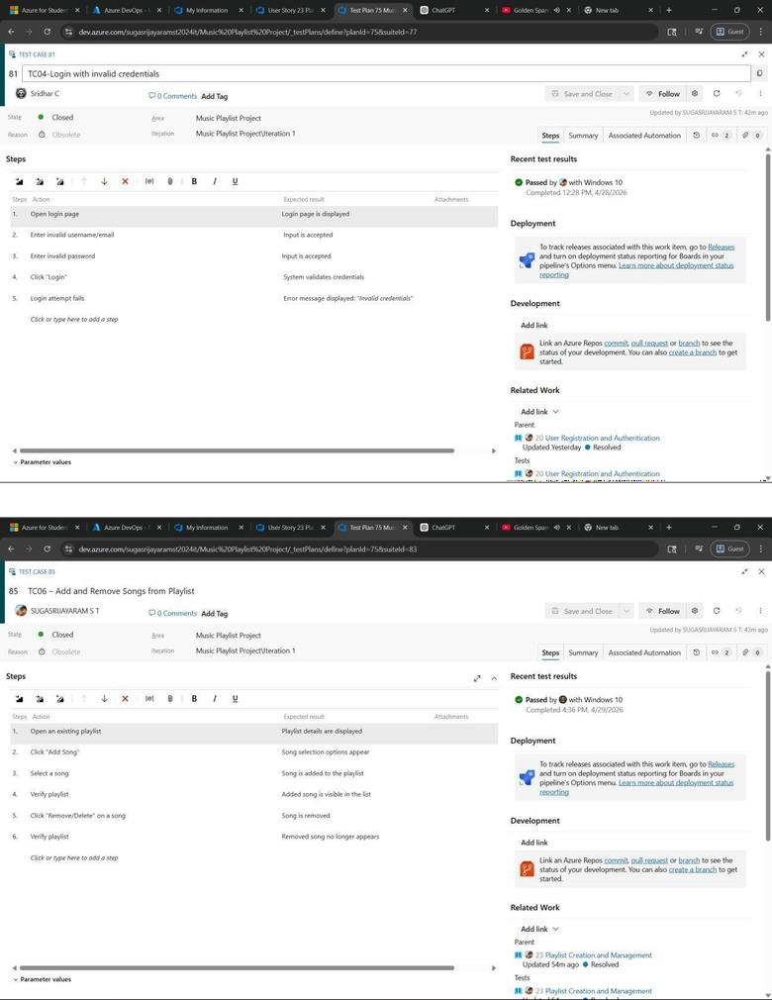 Azure for Studen
Azure DevOps -
My Information
User Story 23 Pla
Test Plan 75 Musi
ChatGPT
Golden Spar
New tab
dev.azure.com/sugasrijayaramst2024it/Music%20Playlist%20Project/_testPlans/define?planId=75&suiteId=77
Guest
TEST CASE 81
81 TC04-Login with invalid credentials
Sridhar C
0 Comments Add Tag
Save and Close
Follow
Updated by SUGASRIJAYARAM S T: 42m ago
State Closed
Area Music Playlist Project
Reason Obsolete
Iteration Music Playlist Project\Iteration 1
Steps Summary Associated Automation 2 0
Steps
B I U
Steps Action Expected result Attachments
1. Open login page Login page is displayed
2. Enter invalid username/email Input is accepted
3. Enter invalid password Input is accepted
4. Click "Login" System validates credentials
5. Login attempt fails Error message displayed: "Invalid credentials"
Click or type here to add a step
Parameter values
Recent test results
Passed by with Windows 10
Completed 12:28 PM, 4/28/2026
Deployment
To track releases associated with this work item, go to Releases
and turn on deployment status reporting for Boards in your
pipeline's Options menu. Learn more about deployment status
reporting
Development
Add link
Link an Azure Repos commit, pull request or branch to see the
status of your development. You can also create a branch to get
started.
Related Work
Add link
Parent
20 User Registration and Authentication
Updated Yesterday Resolved
Tests
20 User Registration and Authentication
Azure for Studen
Azure DevOps -
My Information
User Story 23 Pla
Test Plan 75 Musi
ChatGPT
Golden Spar
New tab
dev.azure.com/sugasrijayaramst2024it/Music%20Playlist%20Project/_testPlans/define?planId=75&suiteId=83
Guest
TEST CASE 85
85 TC06 – Add and Remove Songs from Playlist
SUGASRIJAYARAM S T
0 Comments Add Tag
Save and Close
Follow
Updated by SUGASRIJAYARAM S T: 43m ago
State Closed
Area Music Playlist Project
Reason Obsolete
Iteration Music Playlist Project\Iteration 1
Steps Summary Associated Automation 2 0
Steps
B I U
Steps Action Expected result Attachments
1. Open an existing playlist Playlist details are displayed
2. Click "Add Song" Song selection options appear
3. Select a song Song is added to the playlist
4. Verify playlist Added song is visible in the list
5. Click "Remove/Delete" on a song Song is removed
6. Verify playlist Removed song no longer appears
Click or type here to add a step
Parameter values
Recent test results
Passed by with Windows 10
Completed 4:36 PM, 4/29/2026
Deployment
To track releases associated with this work item, go to Releases
and turn on deployment status reporting for Boards in your
pipeline's Options menu. Learn more about deployment status
reporting
Development
Add link
Link an Azure Repos commit, pull request or branch to see the
status of your development. You can also create a branch to get
started.
Related Work
Add link
Parent
23 Playlist Creation and Management
Updated 54m ago Resolved
Tests
23 Playlist Creation and Management